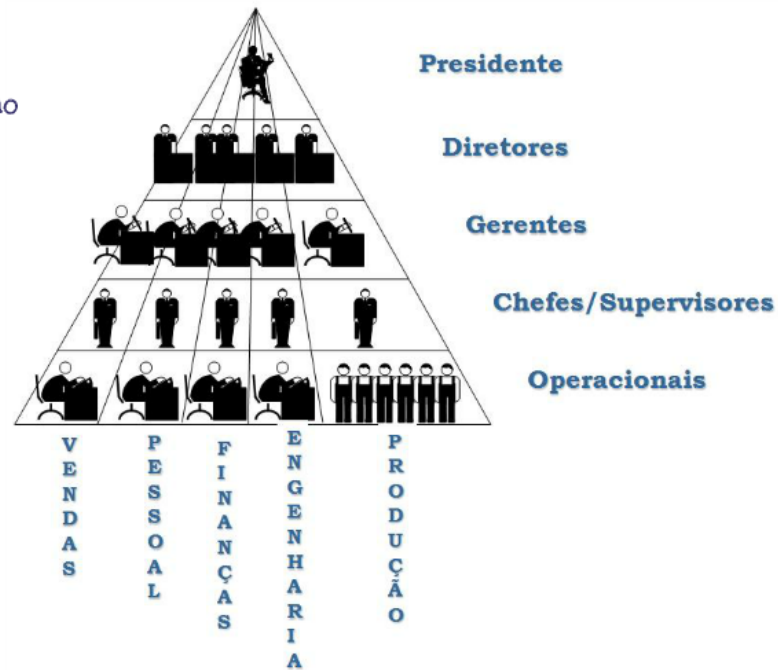 Presidente
Diretores
Gerentes
Chefes/Supervisores
Operacionais
VENDAS
PESSOAL
FINANÇAS
ENGENHARIA
PRODUÇÃO